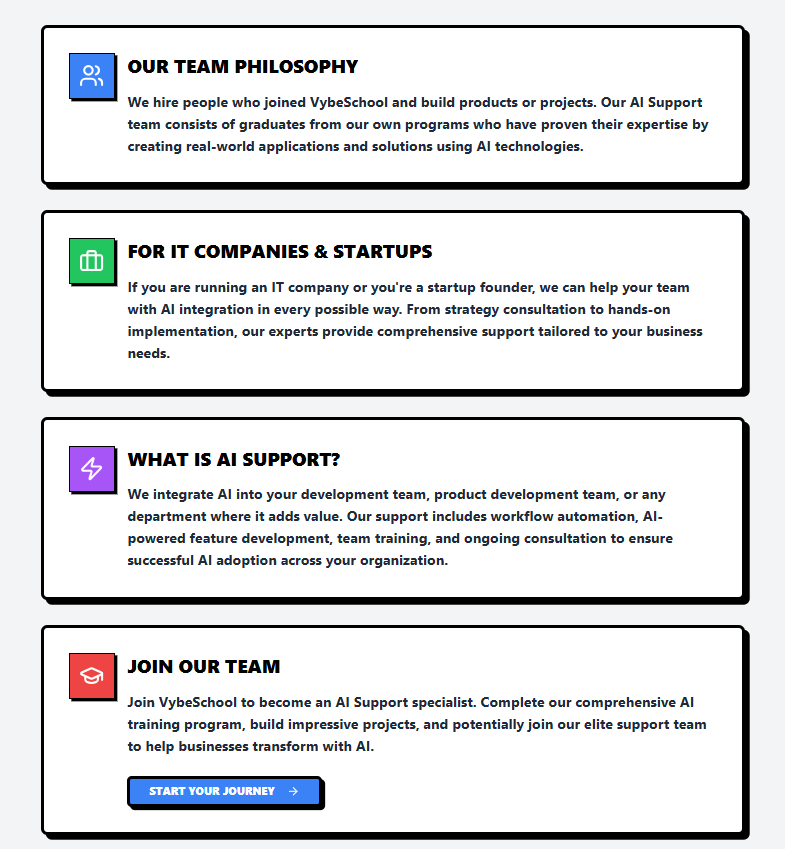 OUR TEAM PHILOSOPHY
We hire people who joined VybeSchool and build products or projects. Our AI Support
team consists of graduates from our own programs who have proven their expertise by
creating real-world applications and solutions using AI technologies.
FOR IT COMPANIES & STARTUPS
If you are running an IT company or you're a startup founder, we can help your team
with AI integration in every possible way. From strategy consultation to hands-on
implementation, our experts provide comprehensive support tailored to your business
needs.
WHAT IS AI SUPPORT?
We integrate AI into your development team, product development team, or any
department where it adds value. Our support includes workflow automation, AI-
powered feature development, team training, and ongoing consultation to ensure
successful AI adoption across your organization.
JOIN OUR TEAM
Join VybeSchool to become an AI Support specialist. Complete our comprehensive AI
training program, build impressive projects, and potentially join our elite support team
to help businesses transform with AI.
START YOUR JOURNEY →